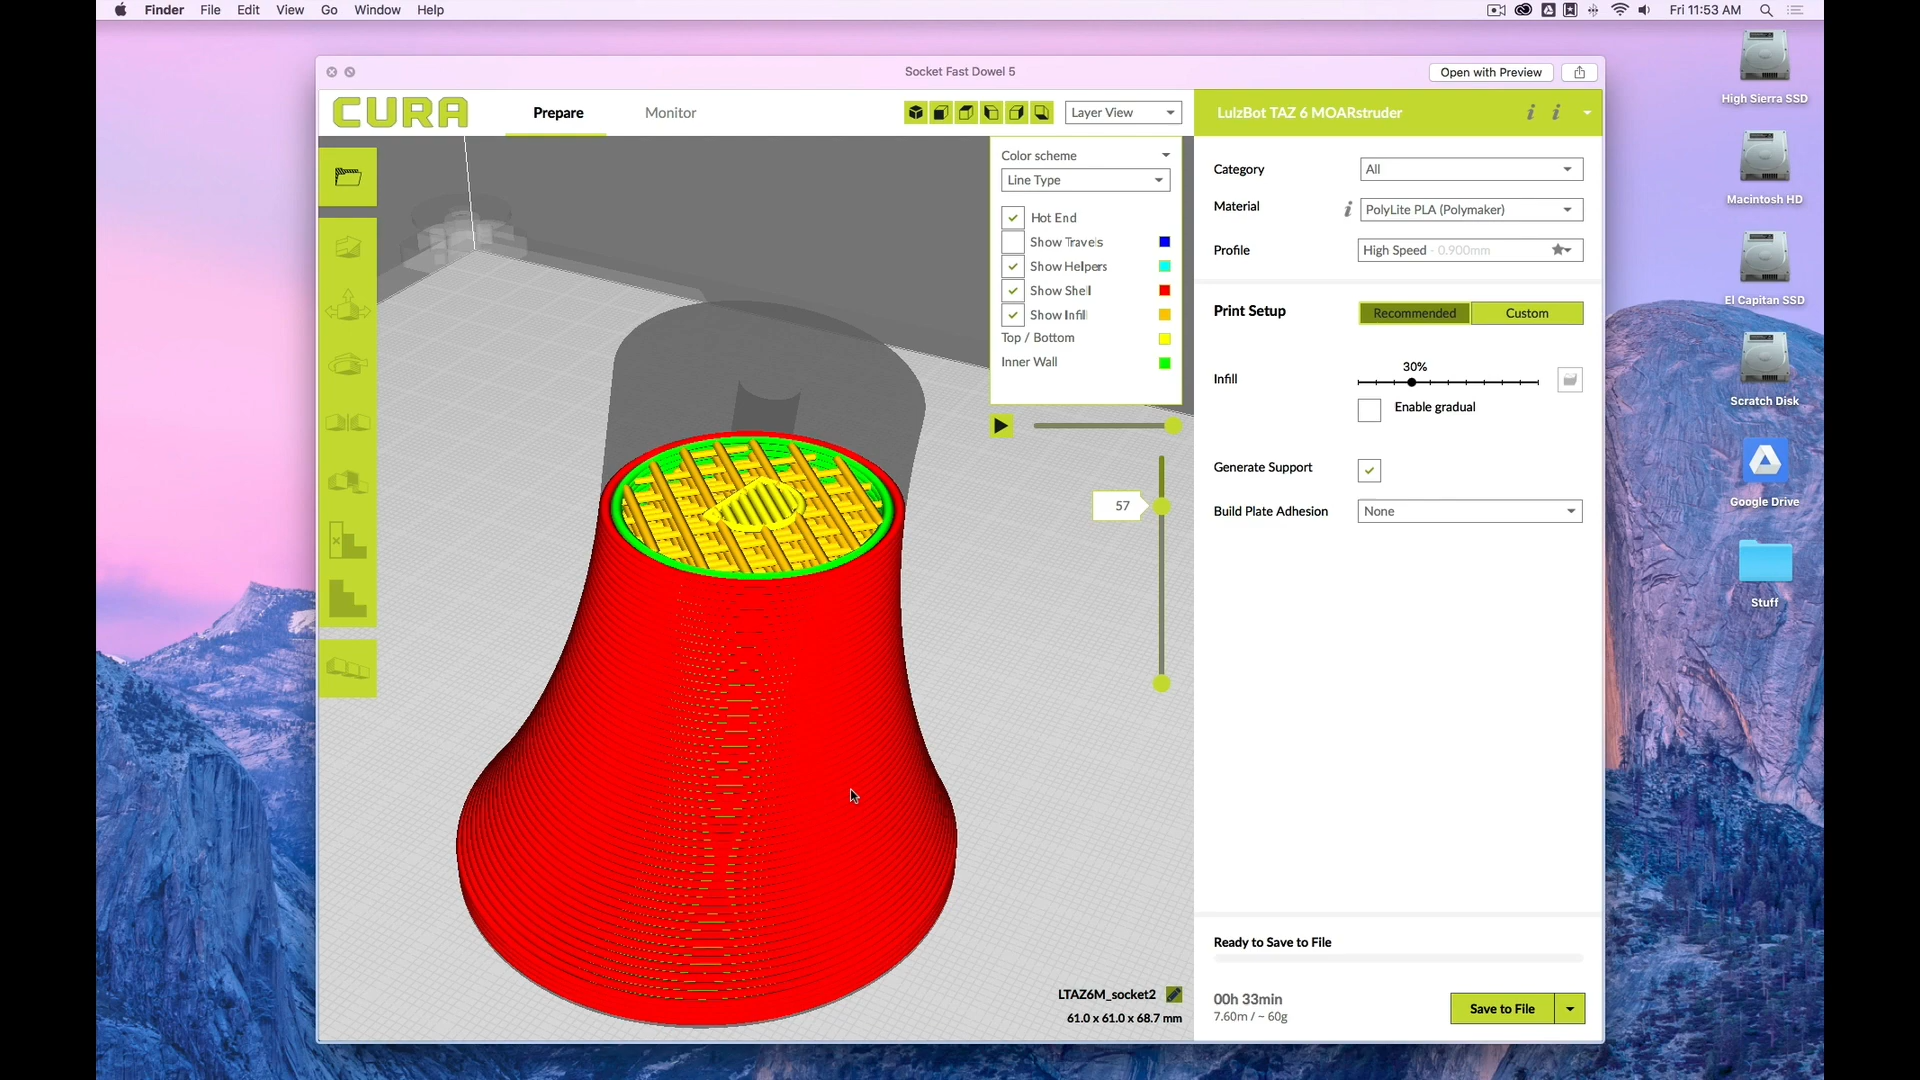 Finder File Edit View Go Window Help
Fri 11:53 AM
Socket Fast Dowel 5
Open with Preview
CURA
Prepare
Monitor
Layer View
LulzBot TAZ 6 MOARstruder
Color scheme
Line Type
Hot End
Show Travels
Show Helpers
Show Shell
Show Infill
Top / Bottom
Inner Wall
57
Category
All
Material
PolyLite PLA (Polymaker)
Profile
High Speed - 0.900mm
Print Setup
Recommended
Custom
30%
Infill
Enable gradual
Generate Support
Build Plate Adhesion
None
Ready to Save to File
00h 33min
7.60m / ~ 60g
Save to File
LTAZ6M_socket2
61.0 x 61.0 x 68.7 mm
High Sierra SSD
Macintosh HD
El Capitan SSD
Scratch Disk
Google Drive
Stuff